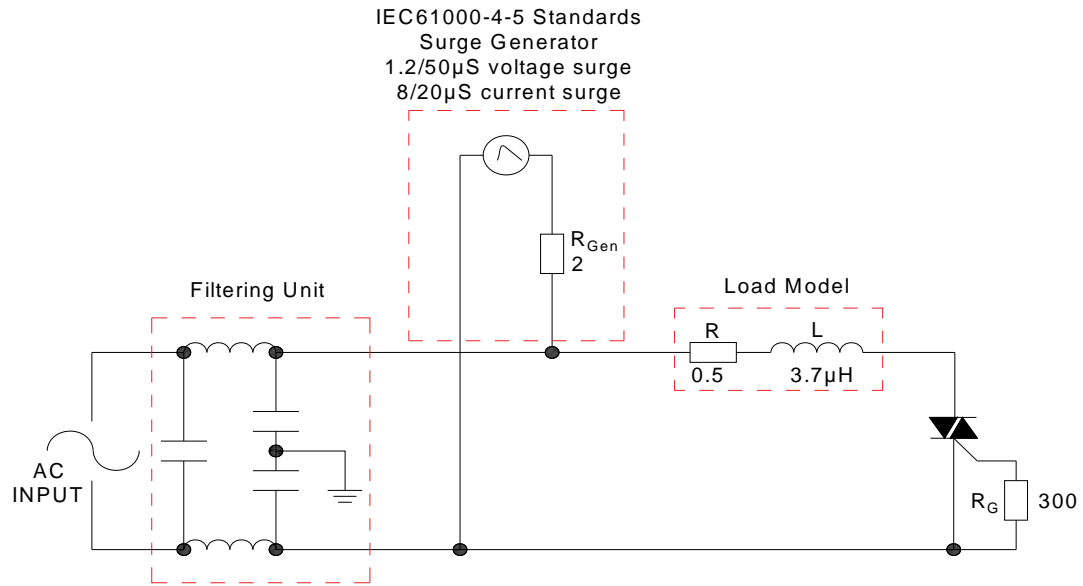 IEC61000-4-5 Standards
Surge Generator
1.2/50µS voltage surge
8/20µS current surge
RGen
2
Filtering Unit
Load Model
R
L
0.5
3.7µH
AC
INPUT
RG
300